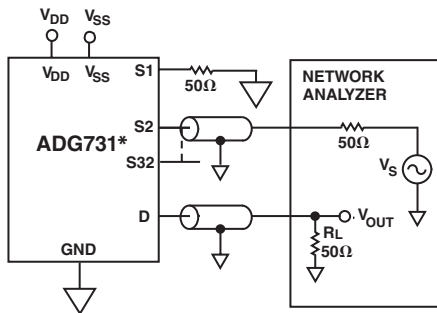 VDD
VSS
VDD
VSS
S1
50Ω
NETWORK
ANALYZER
S2
ADG731*
50Ω
VS
S32
D
VOUT
RL
50Ω
GND